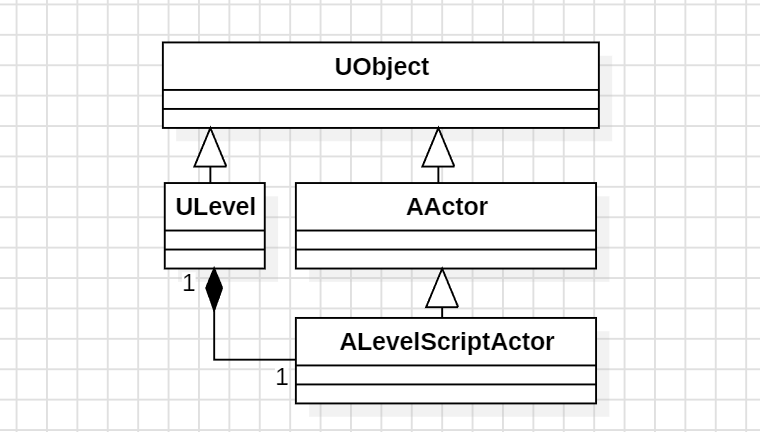 UObject
ULevel
AActor
1
ALevelScriptActor
1